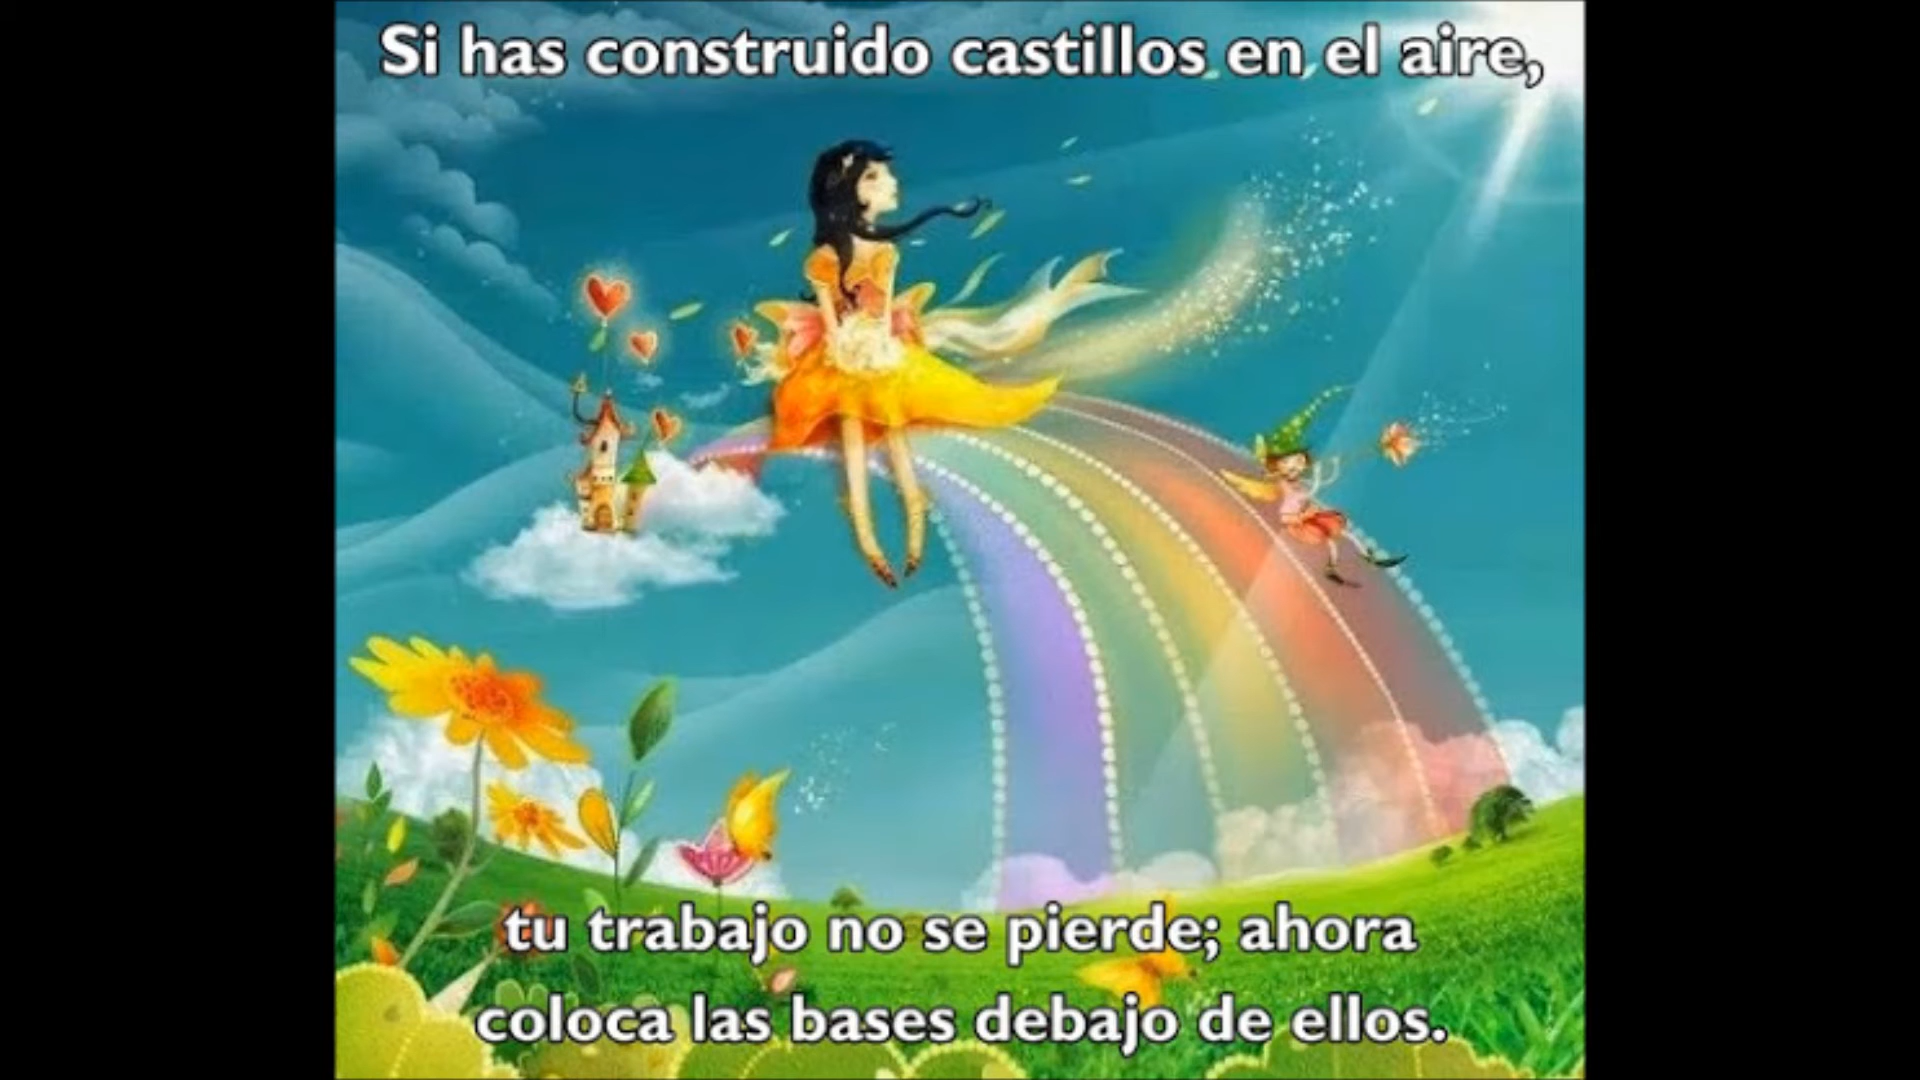 Si has construido castillos en el aire,
tu trabajo no se pierde; ahora
coloca las bases debajo de ellos.